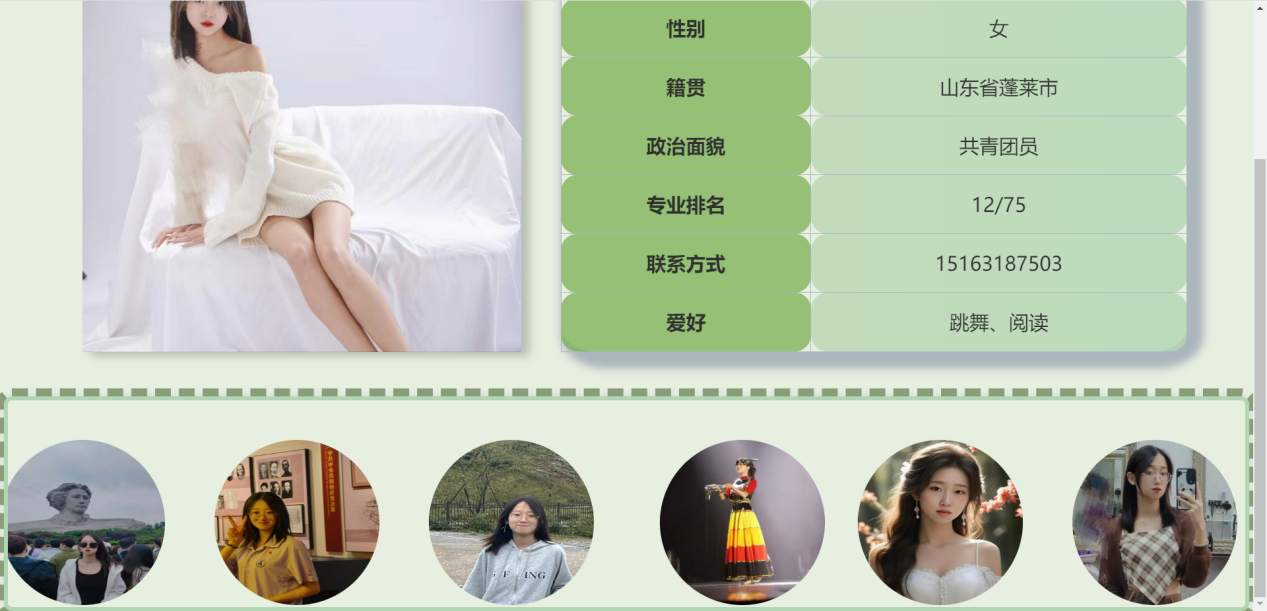 性别 女
籍贯 山东省蓬莱市
政治面貌 共青团员
专业排名 12/75
联系方式 15163187503
爱好 跳舞、阅读